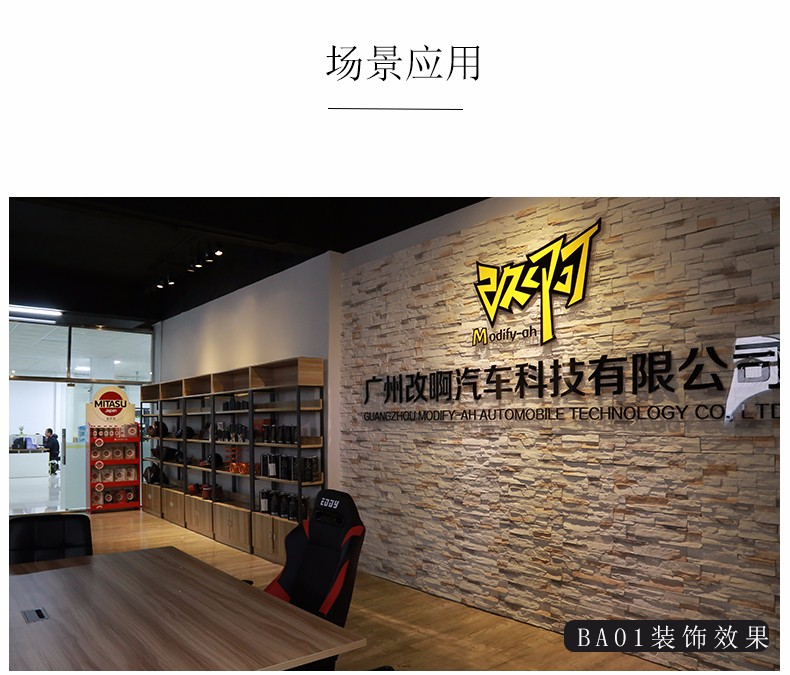 场景应用
改啊
Modify-ah
广州改啊汽车科技有限公司
GUANGZHOU MODIFY-AH AUTOMOBILE TECHNOLOGY CO. LTD
MITASU
Japan
EDDY
BA01装饰效果